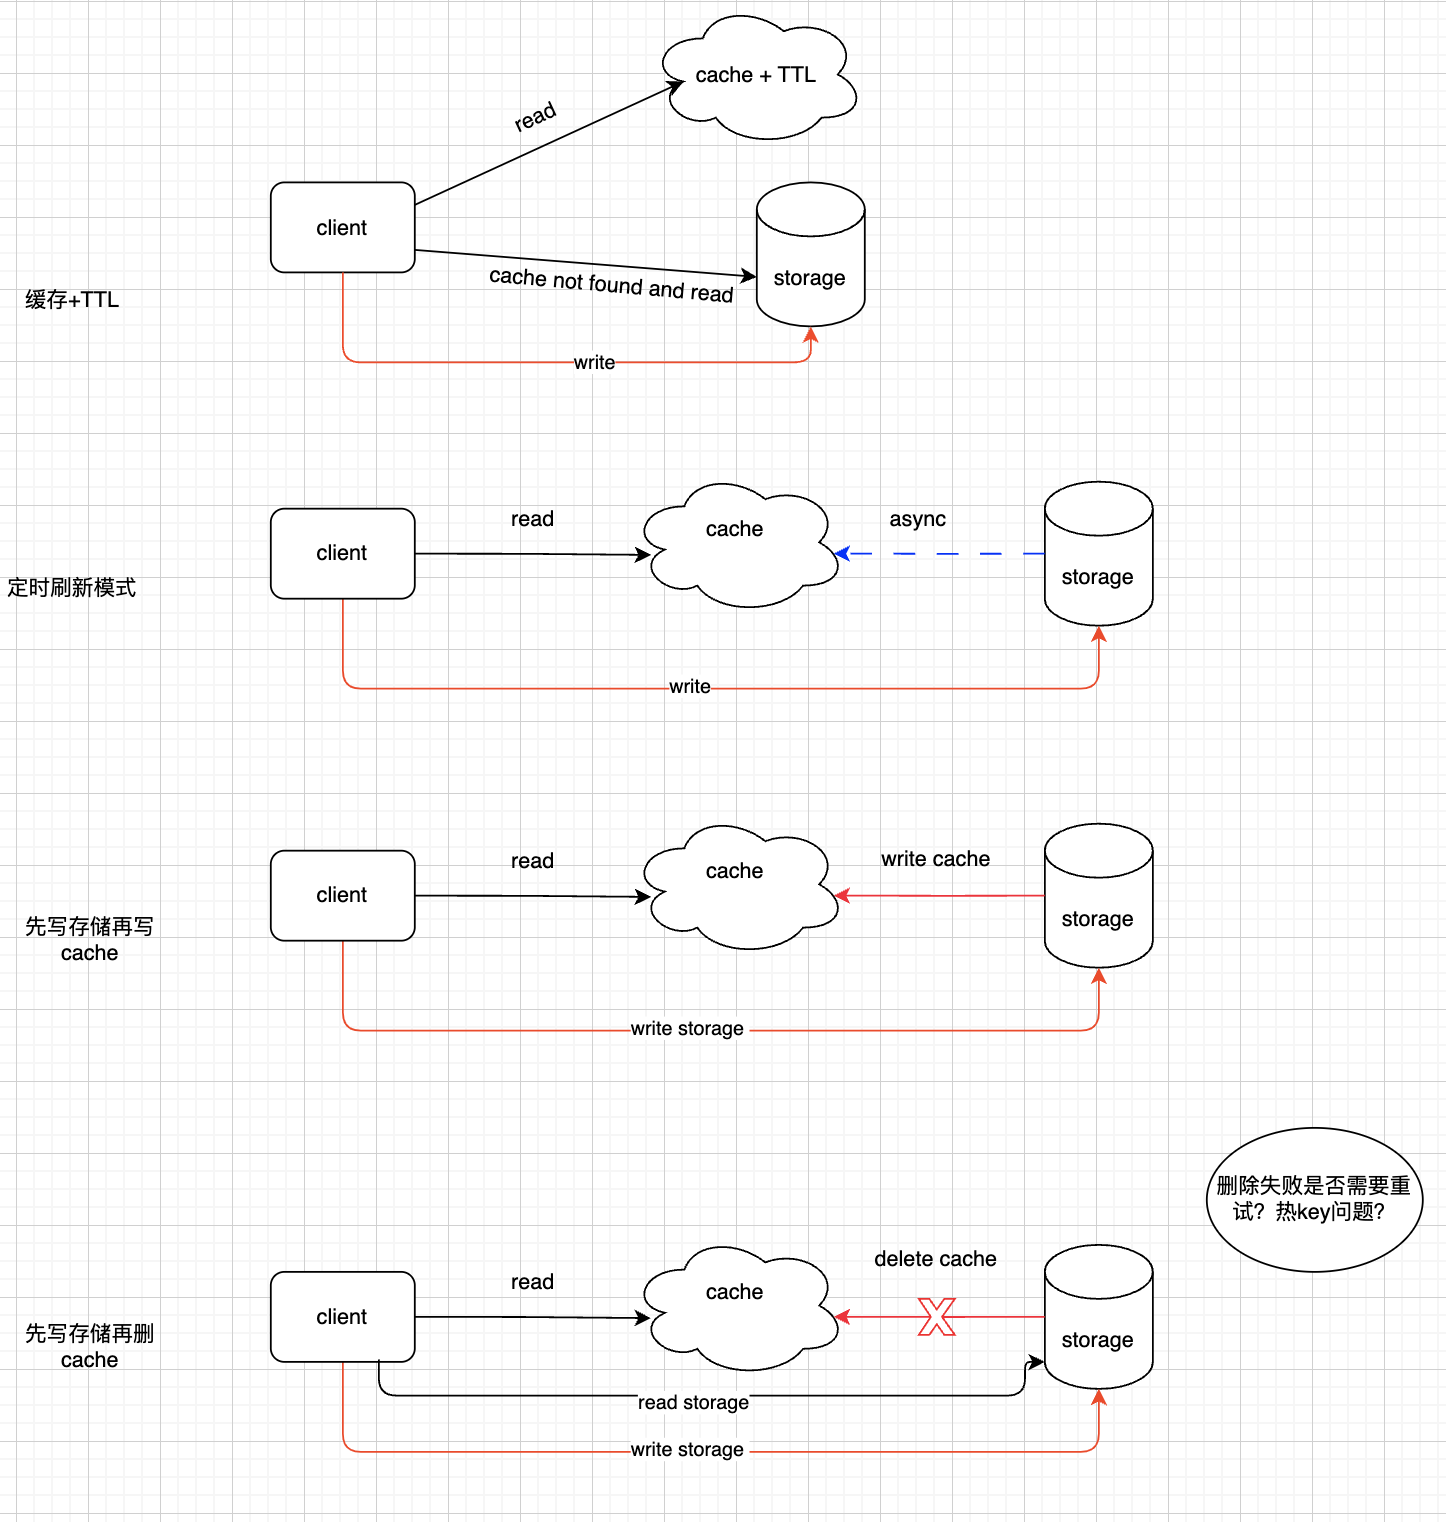 cache + TTL
read
client
storage
cache not found and read
缓存+TTL
write
read
cache
async
client
storage
定时刷新模式
write
read
cache
write cache
client
storage
先写存储再写
cache
write storage
删除失败是否需要重
试？热key问题？
delete cache
read
cache
X
client
storage
先写存储再删
cache
read storage
write storage